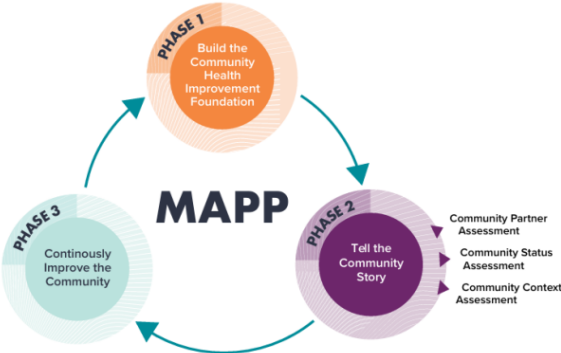 PHASE 1
Build the
Community
Health
Improvement
Foundation
MAPP
PHASE 2
Tell the
Community
Story
Community Partner
Assessment
Community Status
Assessment
Community Context
Assessment
PHASE 3
Continously
Improve the
Community